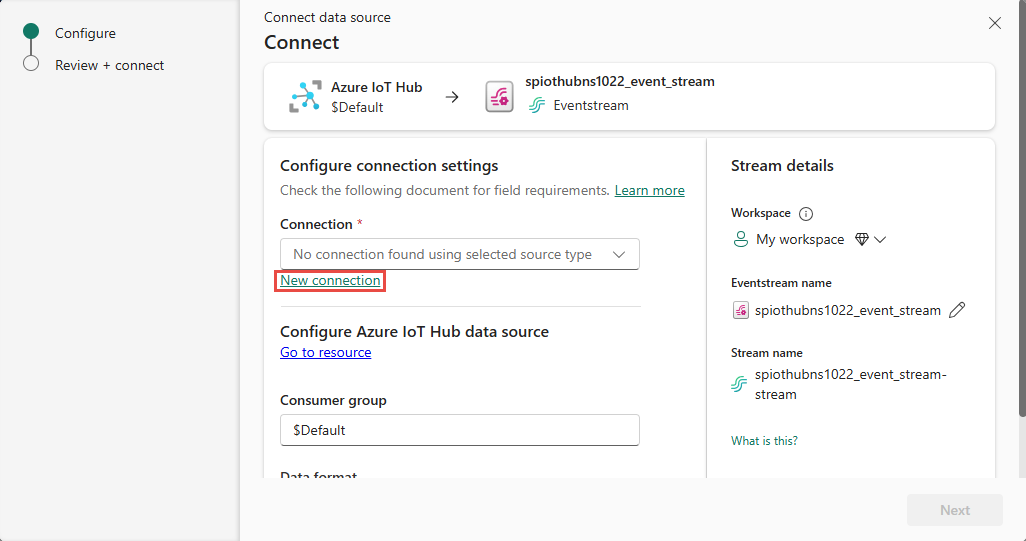 Configure
Review + connect
Connect data source
Connect
Azure IoT Hub
$Default
spiothubns1022_event_stream
Eventstream
Configure connection settings
Check the following document for field requirements. Learn more
Connection *
No connection found using selected source type
New connection
Configure Azure IoT Hub data source
Go to resource
Consumer group
$Default
Data format
Stream details
Workspace
My workspace
Eventstream name
spiothubns1022_event_stream
Stream name
spiothubns1022_event_stream-
stream
What is this?
Next